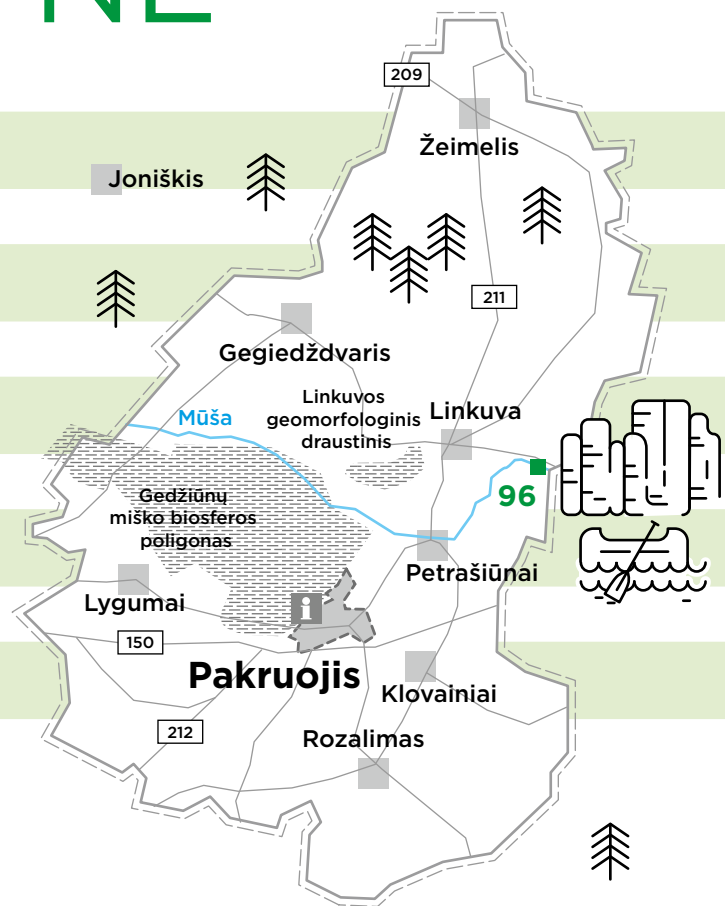 NE
209
Žeimelis
Joniškis
211
Gegiedždvaris
Linkuvos
geomorfologinis
draustinis
Linkuva
Mūša
96
Gedžiūnų
miško biosferos
poligonas
Petrašiūnai
Lygumai
i
150
Pakruojis
Klovainiai
212
Rozalimas